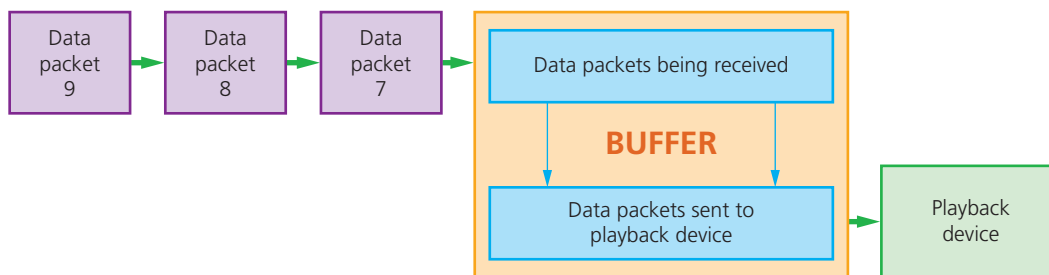 Data
packet
9
Data
packet
8
Data
packet
7
Data packets being received
BUFFER
Data packets sent to
playback device
Playback
device